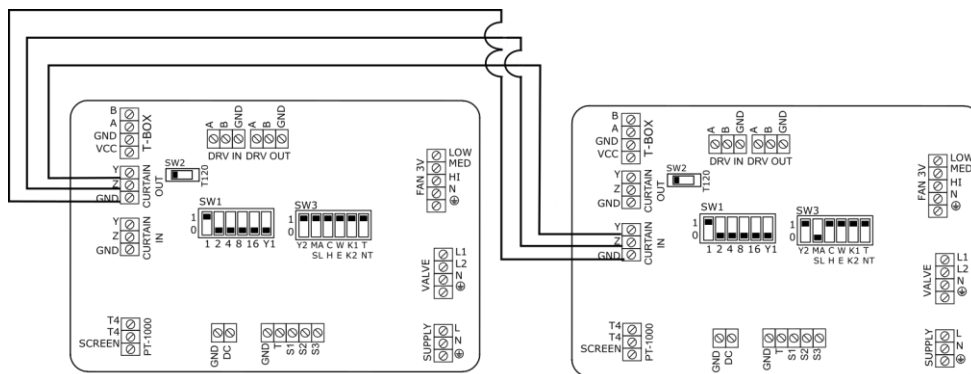 B
A
GND
VCC
T-BOX
A
B
GND
A
B
GND
DRV IN
DRV OUT
SW2
T120
Y
Z
GND
CURTAIN
OUT
Y
Z
GND
CURTAIN
IN
SW1
1
0
1 2 4 8 16 Y1
SW3
1
0
Y2 MA C W K1 T
SL H E K2 NT
LOW
MED
HI
N
FAN 3V
L1
L2
N
VALVE
T4
T4
SCREEN
PT-1000
GND
DC
GND
T
S1
S2
S3
L
N
SUPPLY
B
A
GND
VCC
T-BOX
A
B
GND
A
B
GND
DRV IN
DRV OUT
SW2
T120
Y
Z
GND
CURTAIN
OUT
Y
Z
GND
CURTAIN
IN
SW1
1
0
1 2 4 8 16 Y1
SW3
1
0
Y2 MA C W K1 T
SL H E K2 NT
LOW
MED
HI
N
FAN 3V
L1
L2
N
VALVE
T4
T4
SCREEN
PT-1000
GND
DC
GND
T
S1
S2
S3
L
N
SUPPLY